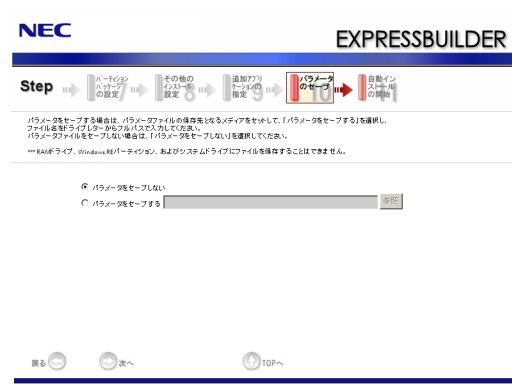 NEC
EXPRESSBUILDER
Step
パーティション
パッケージ
の設定
7
その他の
インストール
設定
8
追加アプリ
ケーションの
指定
9
パラメータ
のセーブ
10
自動イン
ストール
の開始
11
パラメータをセーブする場合は、パラメータファイルの保存先となるメディアをセットして、「パラメータをセーブする」を選択し、
ファイル名をドライブレターからフルパスで入力してください。
パラメータファイルをセーブしない場合は、「パラメータをセーブしない」を選択してください。
***RAMドライブ、Windows REパーティション、およびシステムドライブにファイルを保存することはできません。
パラメータをセーブしない
パラメータをセーブする
参照
戻る
次へ
TOPへ